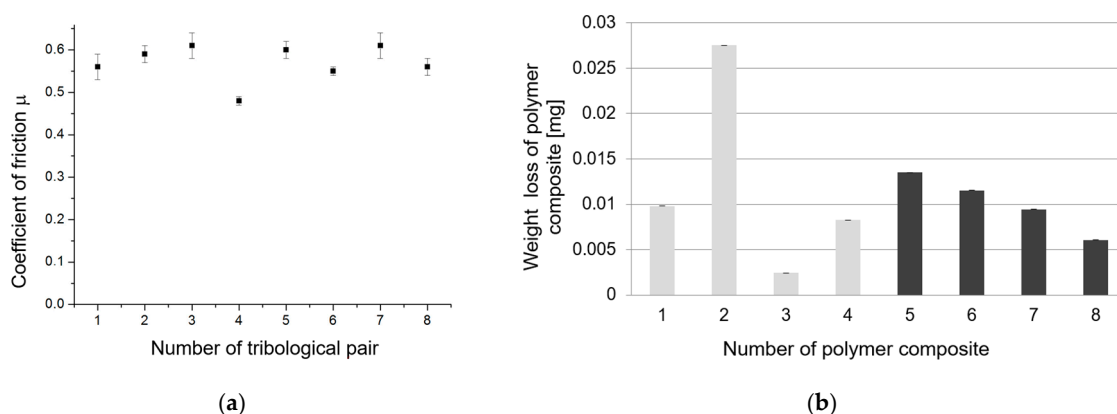 0.6
0.5
0.4
0.3
0.2
0.1
0.0
Coefficient of friction μ
1 2 3 4 5 6 7 8
Number of tribological pair
(a)
0.03
0.025
0.02
0.015
0.01
0.005
0
Weight loss of polymer
composite [mg]
1 2 3 4 5 6 7 8
Number of polymer composite
(b)